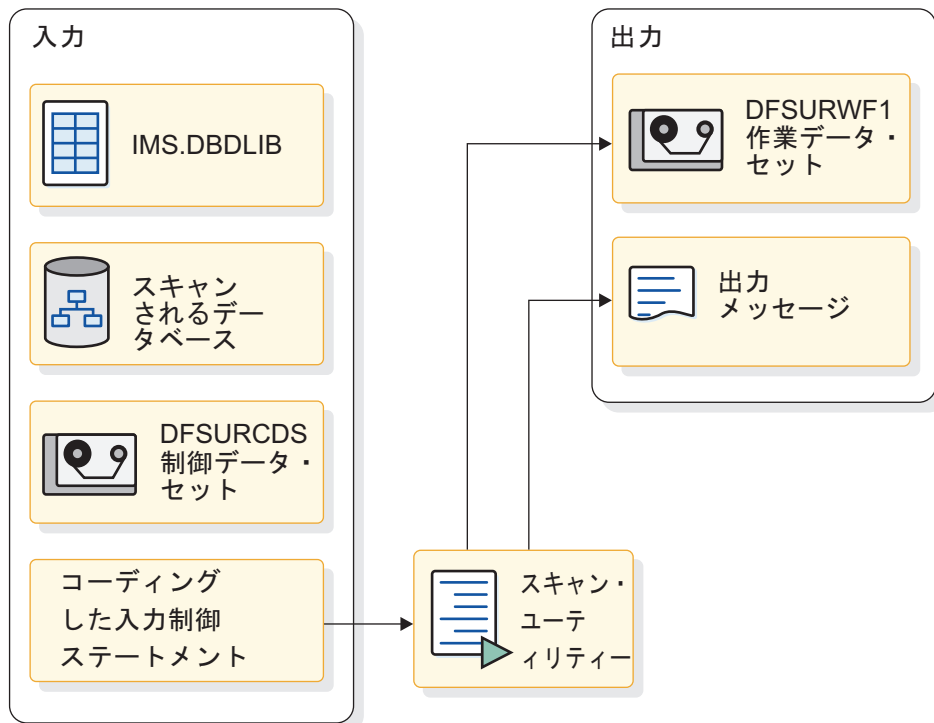 入力
IMS.DBDLIB
スキャン
されるデー
タベース
DFSURCDS
制御データ・
セット
コーディング
した入力制御
ステートメント
スキャン・
ユーテ
ィリティー
出力
DFSURWF1
作業データ・
セット
出力
メッセージ